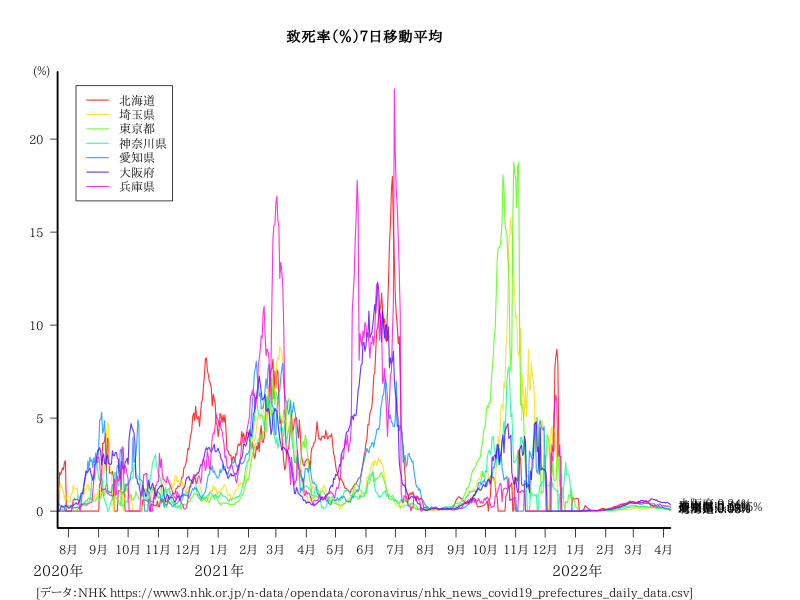 致死率(%)7日移動平均
(%)
北海道
埼玉県
東京都
神奈川県
愛知県
大阪府
兵庫県
20
15
10
5
0
8月 9月 10月 11月 12月 1月 2月 3月 4月 5月 6月 7月 8月 9月 10月 11月 12月 1月 2月 3月 4月
2020年 2021年 2022年
[データ:NHK https://www3.nhk.or.jp/n-data/opendata/coronavirus/nhk_news_covid19_prefectures_daily_data.csv]